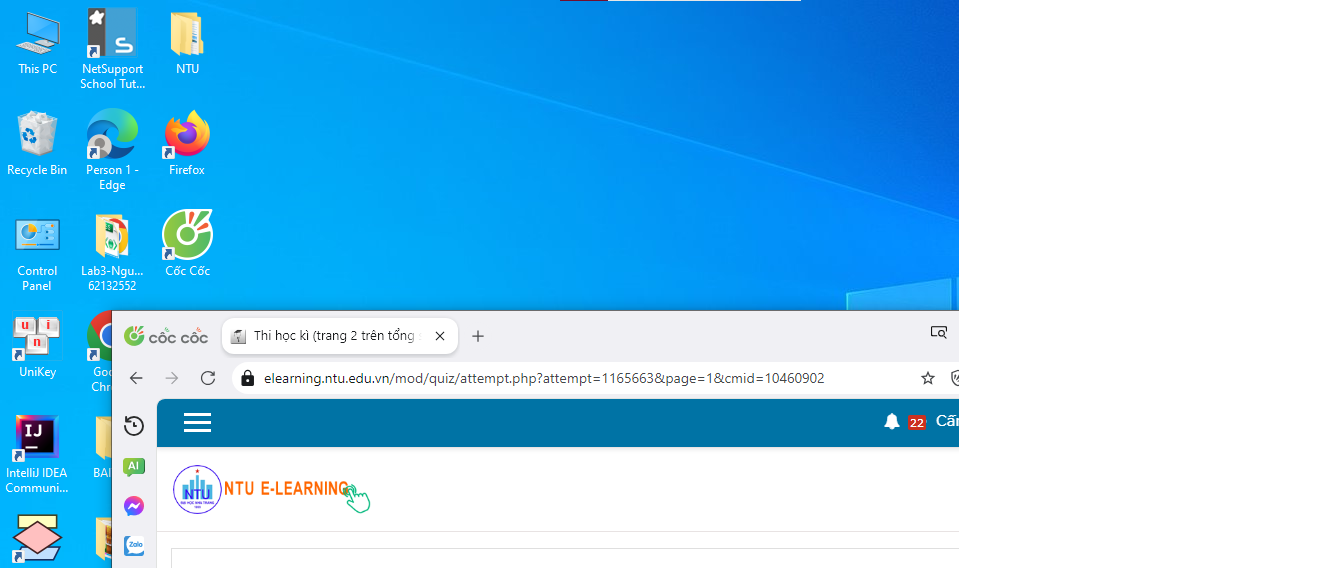 This PC
NetSupport
School Tut...
NTU
Recycle Bin
Person 1 -
Edge
Firefox
Control
Panel
Lab3-Ngu...
62132552
Cốc Cốc
UniKey
Goo
Chr
IntelliJ IDEA
Communi...
BAI
cốc cốc
Thi học kì (trang 2 trên tổng s
elearning.ntu.edu.vn/mod/quiz/attempt.php?attempt=1165663&page=1&cmid=10460902
22
NTU
NTU E-LEARNING
AI
Zalo
u i
n
IJ
S